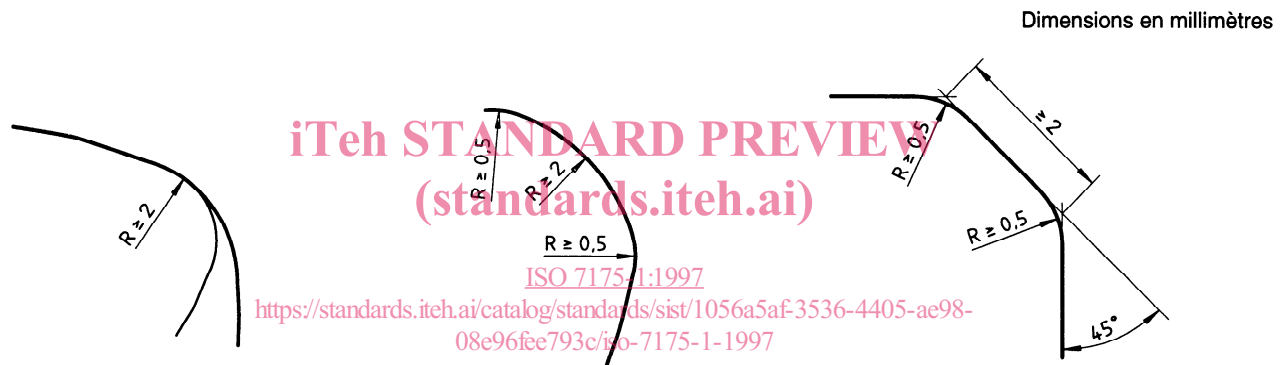 Dimensions en millimètres
iTeh STANDARD PREVIEW
(standards.iteh.ai)
R ≥ 2
R ≥ 0,5
R ≥ 2
R ≥ 0,5
R ≥ 0,5
≥ 2
R ≥ 0,5
45°
ISO 7175-1:1997
https://standards.iteh.ai/catalog/standards/sist/1056a5af-3536-4405-ae98-
08e96fee793c/iso-7175-1-1997